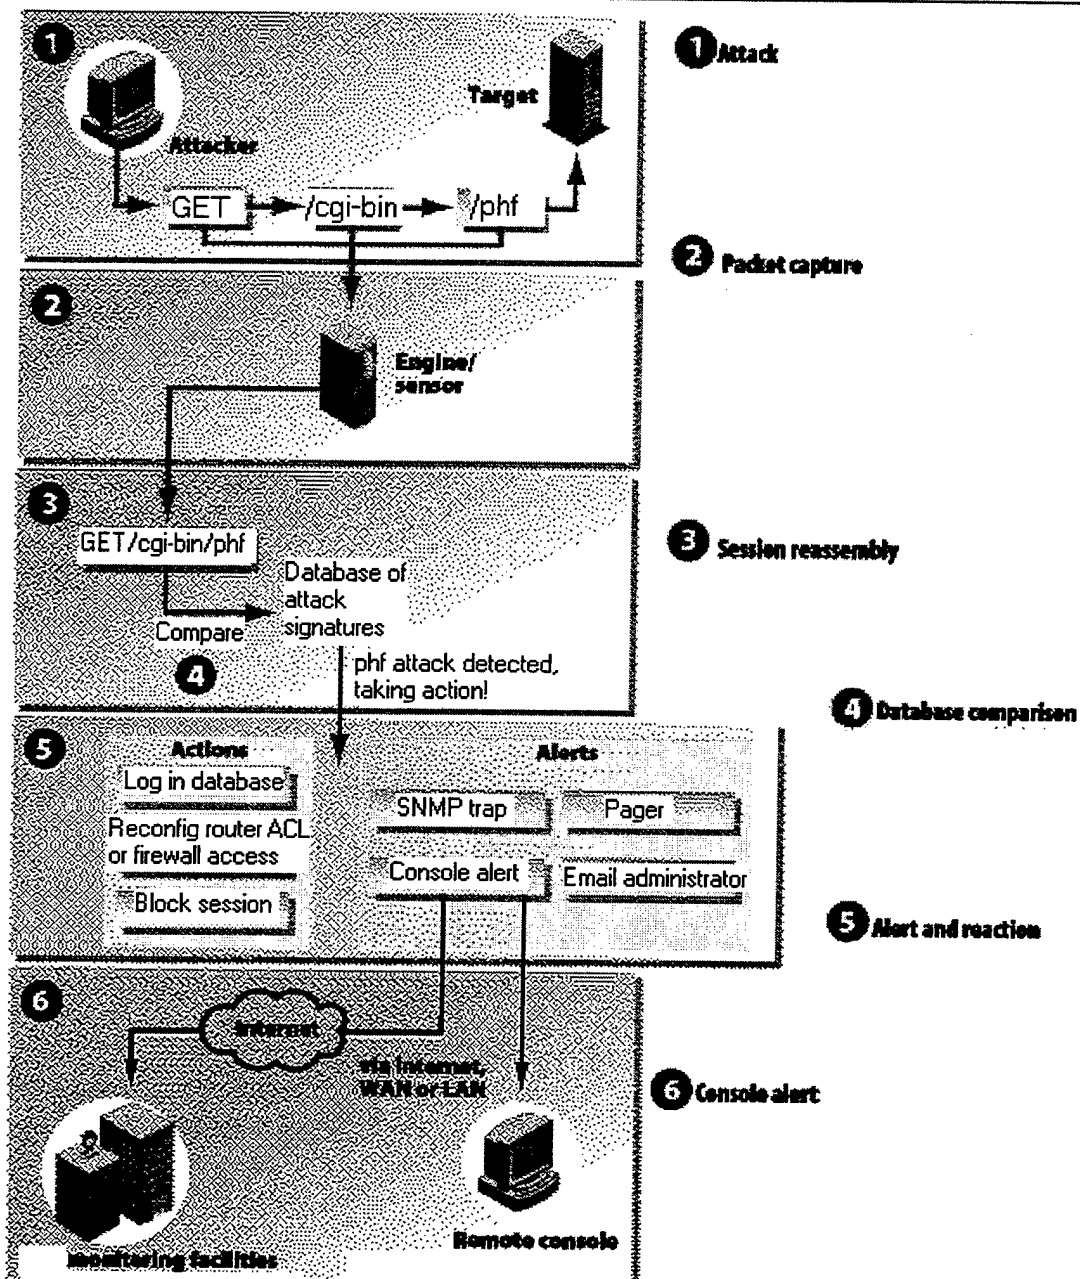 1
Attacker
Target
GET
/cgi-bin
/phf
1 Attack
2 Packet capture
2
Engine/
sensor
3
GET/cgi-bin/phf
Compare
4
Database of
attack
signatures
phf attack detected,
taking action!
3 Session reassembly
4 Database comparison
5
Actions
Log in database
Reconfig router ACL
or firewall access
Block session
Alerts
SNMP trap
Pager
Console alert
Email administrator
5 Alert and reaction
6
Internet
via Internet,
WAN or LAN
monitoring facilities
Remote console
6 Console alert